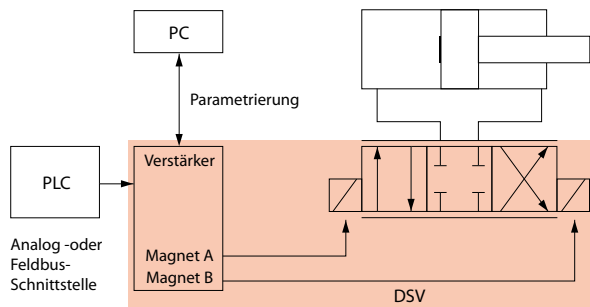 PC
Parametrierung
Verstärker
PLC
Analog -oder
Feldbus-
Schnittstelle
Magnet A
Magnet B
DSV